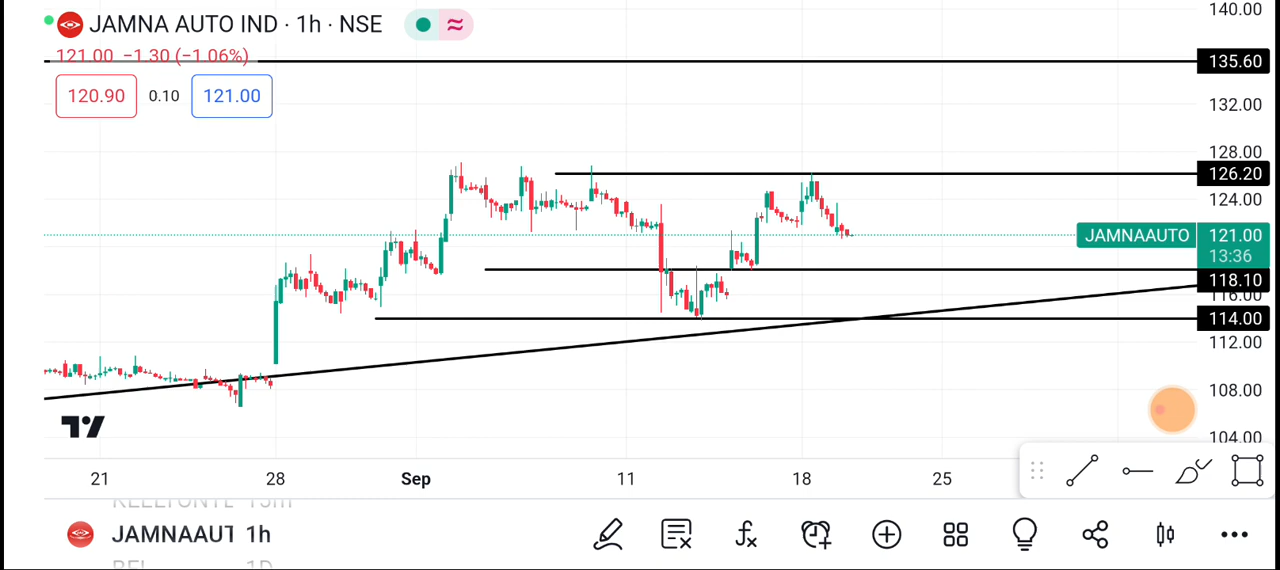 JAMNA AUTO IND · 1h · NSE
121.00 −1.30 (−1.06%)
120.90 0.10 121.00
140.00
135.60
132.00
128.00
126.20
124.00
JAMNAAUTO 121.00
13:36
118.10
116.00
114.00
112.00
108.00
104.00
21 28 Sep 11 18 25
JAMNAAUT 1h